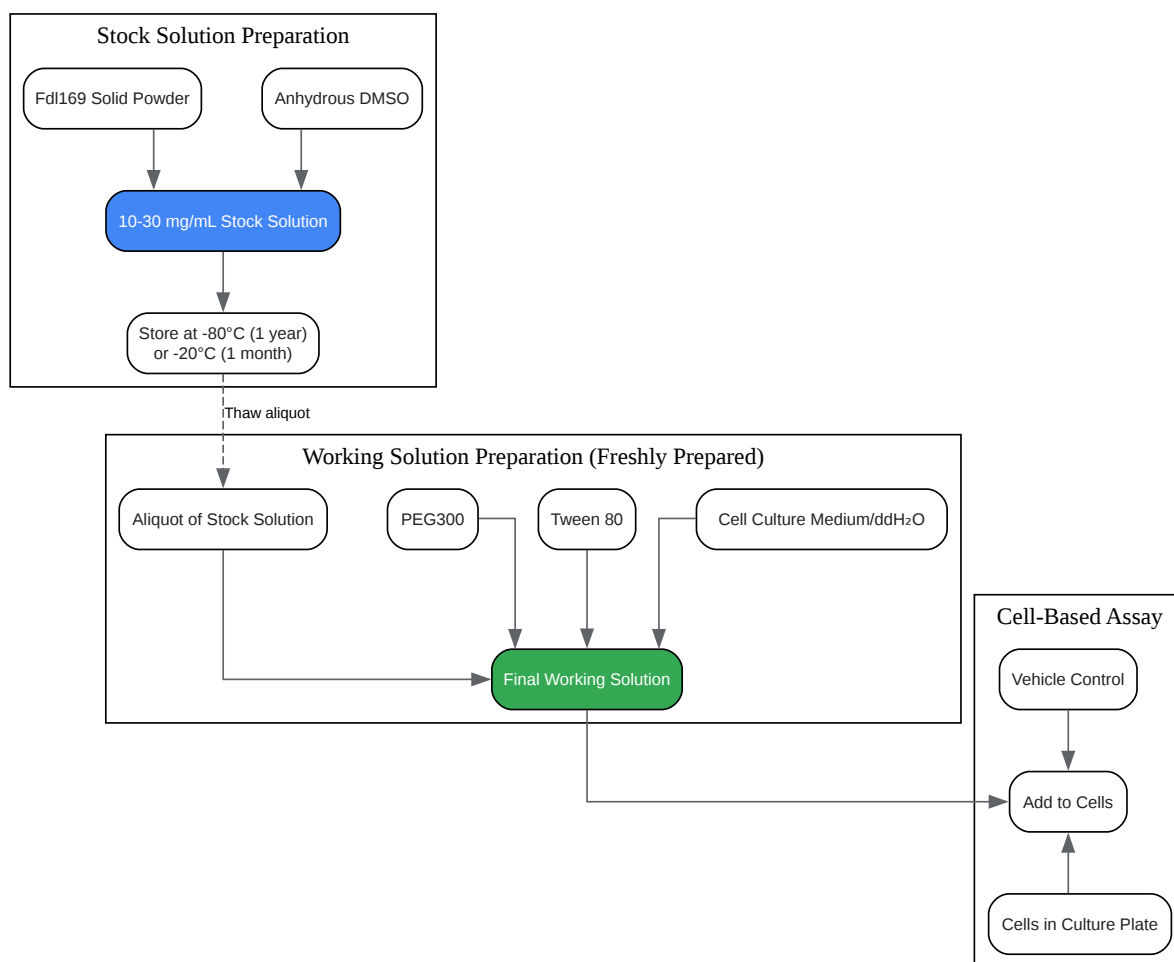 Stock Solution Preparation
Fdl169 Solid Powder
Anhydrous DMSO
10-30 mg/mL Stock Solution
Store at -80°C (1 year)
or -20°C (1 month)
Thaw aliquot
Working Solution Preparation (Freshly Prepared)
Aliquot of Stock Solution
PEG300
Tween 80
Cell Culture Medium/ddH₂O
Final Working Solution
Cell-Based Assay
Vehicle Control
Add to Cells
Cells in Culture Plate